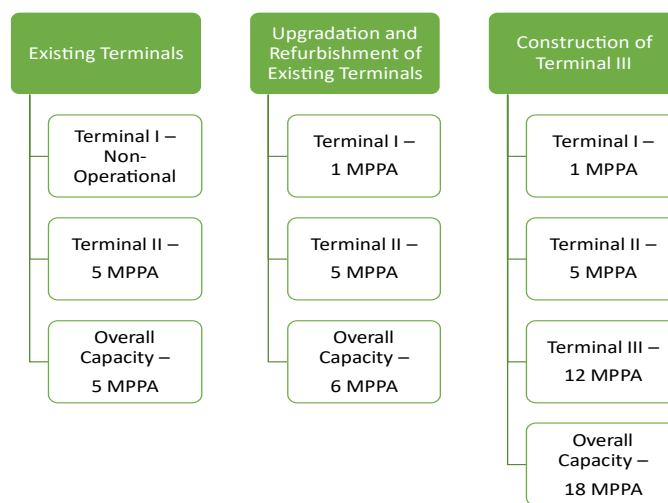 Existing Terminals
Terminal I –
Non-
Operational
Terminal II –
5 MPPA
Overall
Capacity –
5 MPPA
Upgradation and
Refurbishment of
Existing Terminals
Terminal I –
1 MPPA
Terminal II –
5 MPPA
Overall
Capacity –
6 MPPA
Construction of
Terminal III
Terminal I –
1 MPPA
Terminal II –
5 MPPA
Terminal III –
12 MPPA
Overall
Capacity –
18 MPPA